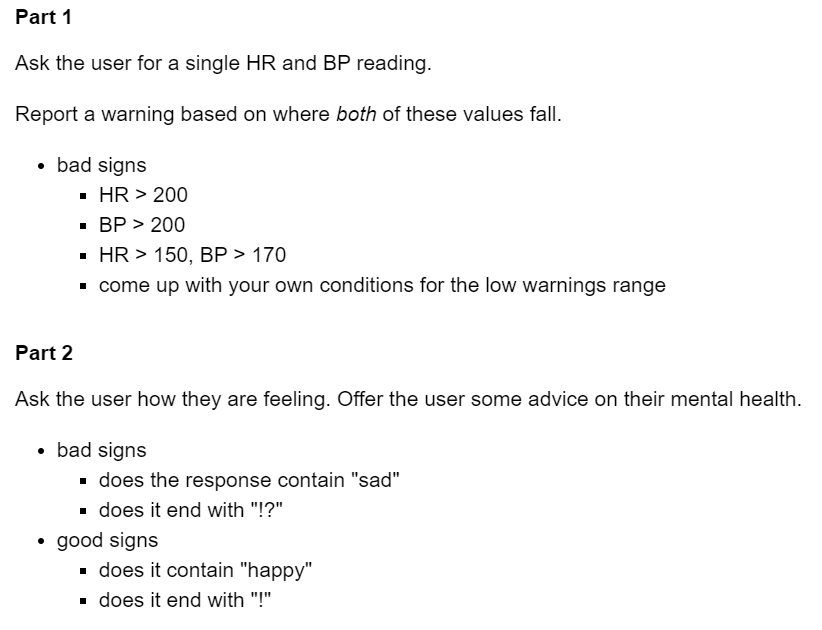 Part 1
Ask the user for a single HR and BP reading.
Report a warning based on where both of these values fall.
• bad signs
▪ HR > 200
▪ BP > 200
▪ HR > 150, BP > 170
▪ come up with your own conditions for the low warnings range
Part 2
Ask the user how they are feeling. Offer the user some advice on their mental health.
• bad signs
▪ does the response contain "sad"
▪ does it end with "!?"
• good signs
▪ does it contain "happy"
▪ does it end with "!"